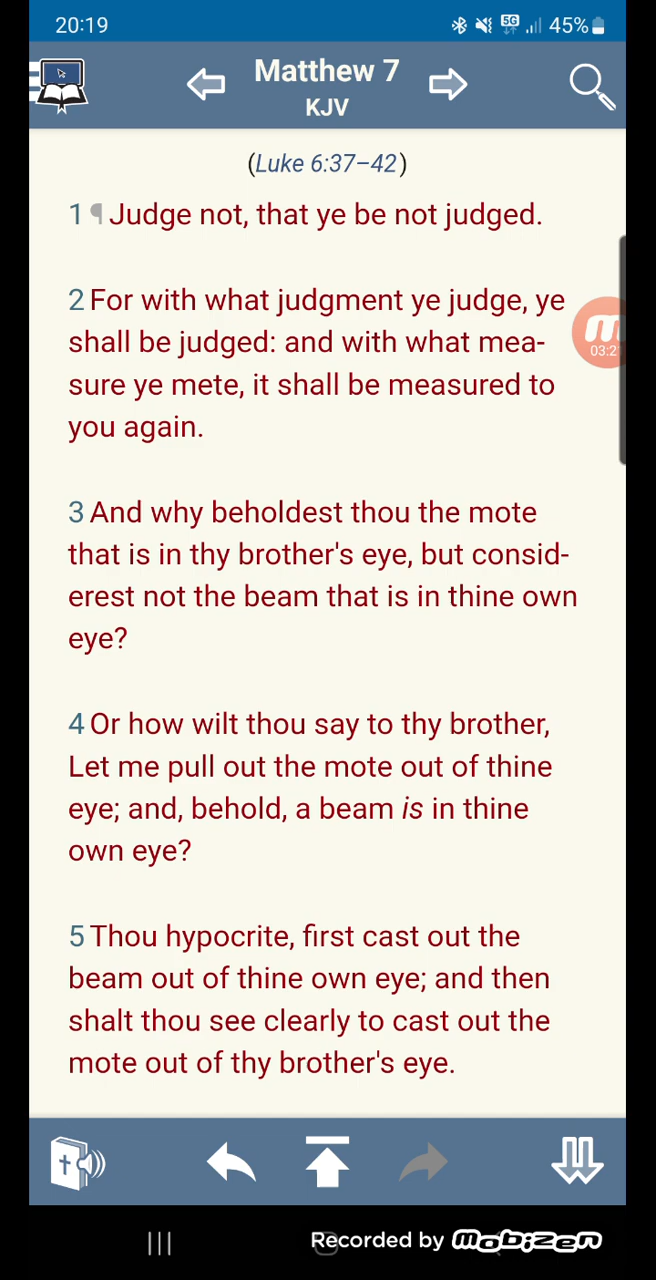 20:19
5G
45%
Matthew 7
KJV
(Luke 6:37–42)
1 ¶ Judge not, that ye be not judged.
2 For with what judgment ye judge, ye
shall be judged: and with what mea-
sure ye mete, it shall be measured to
you again.
3 And why beholdest thou the mote
that is in thy brother's eye, but consid-
erest not the beam that is in thine own
eye?
4 Or how wilt thou say to thy brother,
Let me pull out the mote out of thine
eye; and, behold, a beam is in thine
own eye?
5 Thou hypocrite, first cast out the
beam out of thine own eye; and then
shalt thou see clearly to cast out the
mote out of thy brother's eye.
Recorded by mobizen